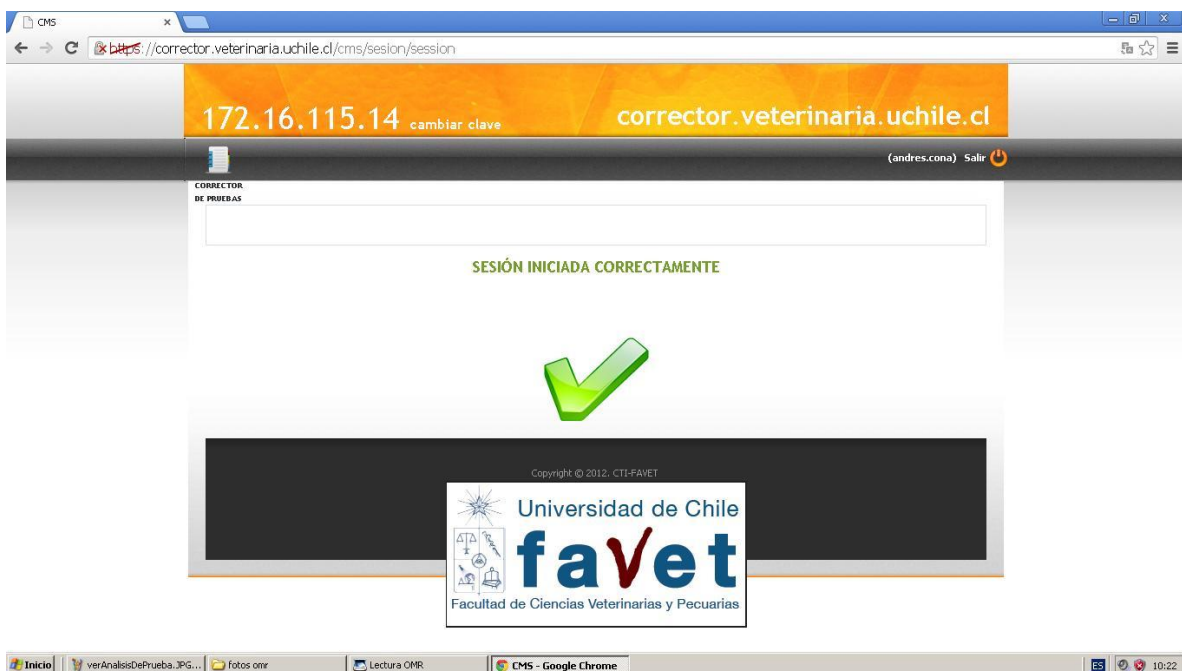 CMS
https://corrector.veterinaria.uchile.cl/cms/sesion/session
172.16.115.14 cambiar clave corrector.veterinaria.uchile.cl
(andres.cona) Salir
CORRECTOR
DE PRUEBAS
SESIÓN INICIADA CORRECTAMENTE
Copyright © 2012. CTI-FAVET
Universidad de Chile
favet
Facultad de Ciencias Veterinarias y Pecuarias
Inicio verAnalisisDePrueba.JPG... fotos omr Lectura OMR CMS - Google Chrome ES 10:22